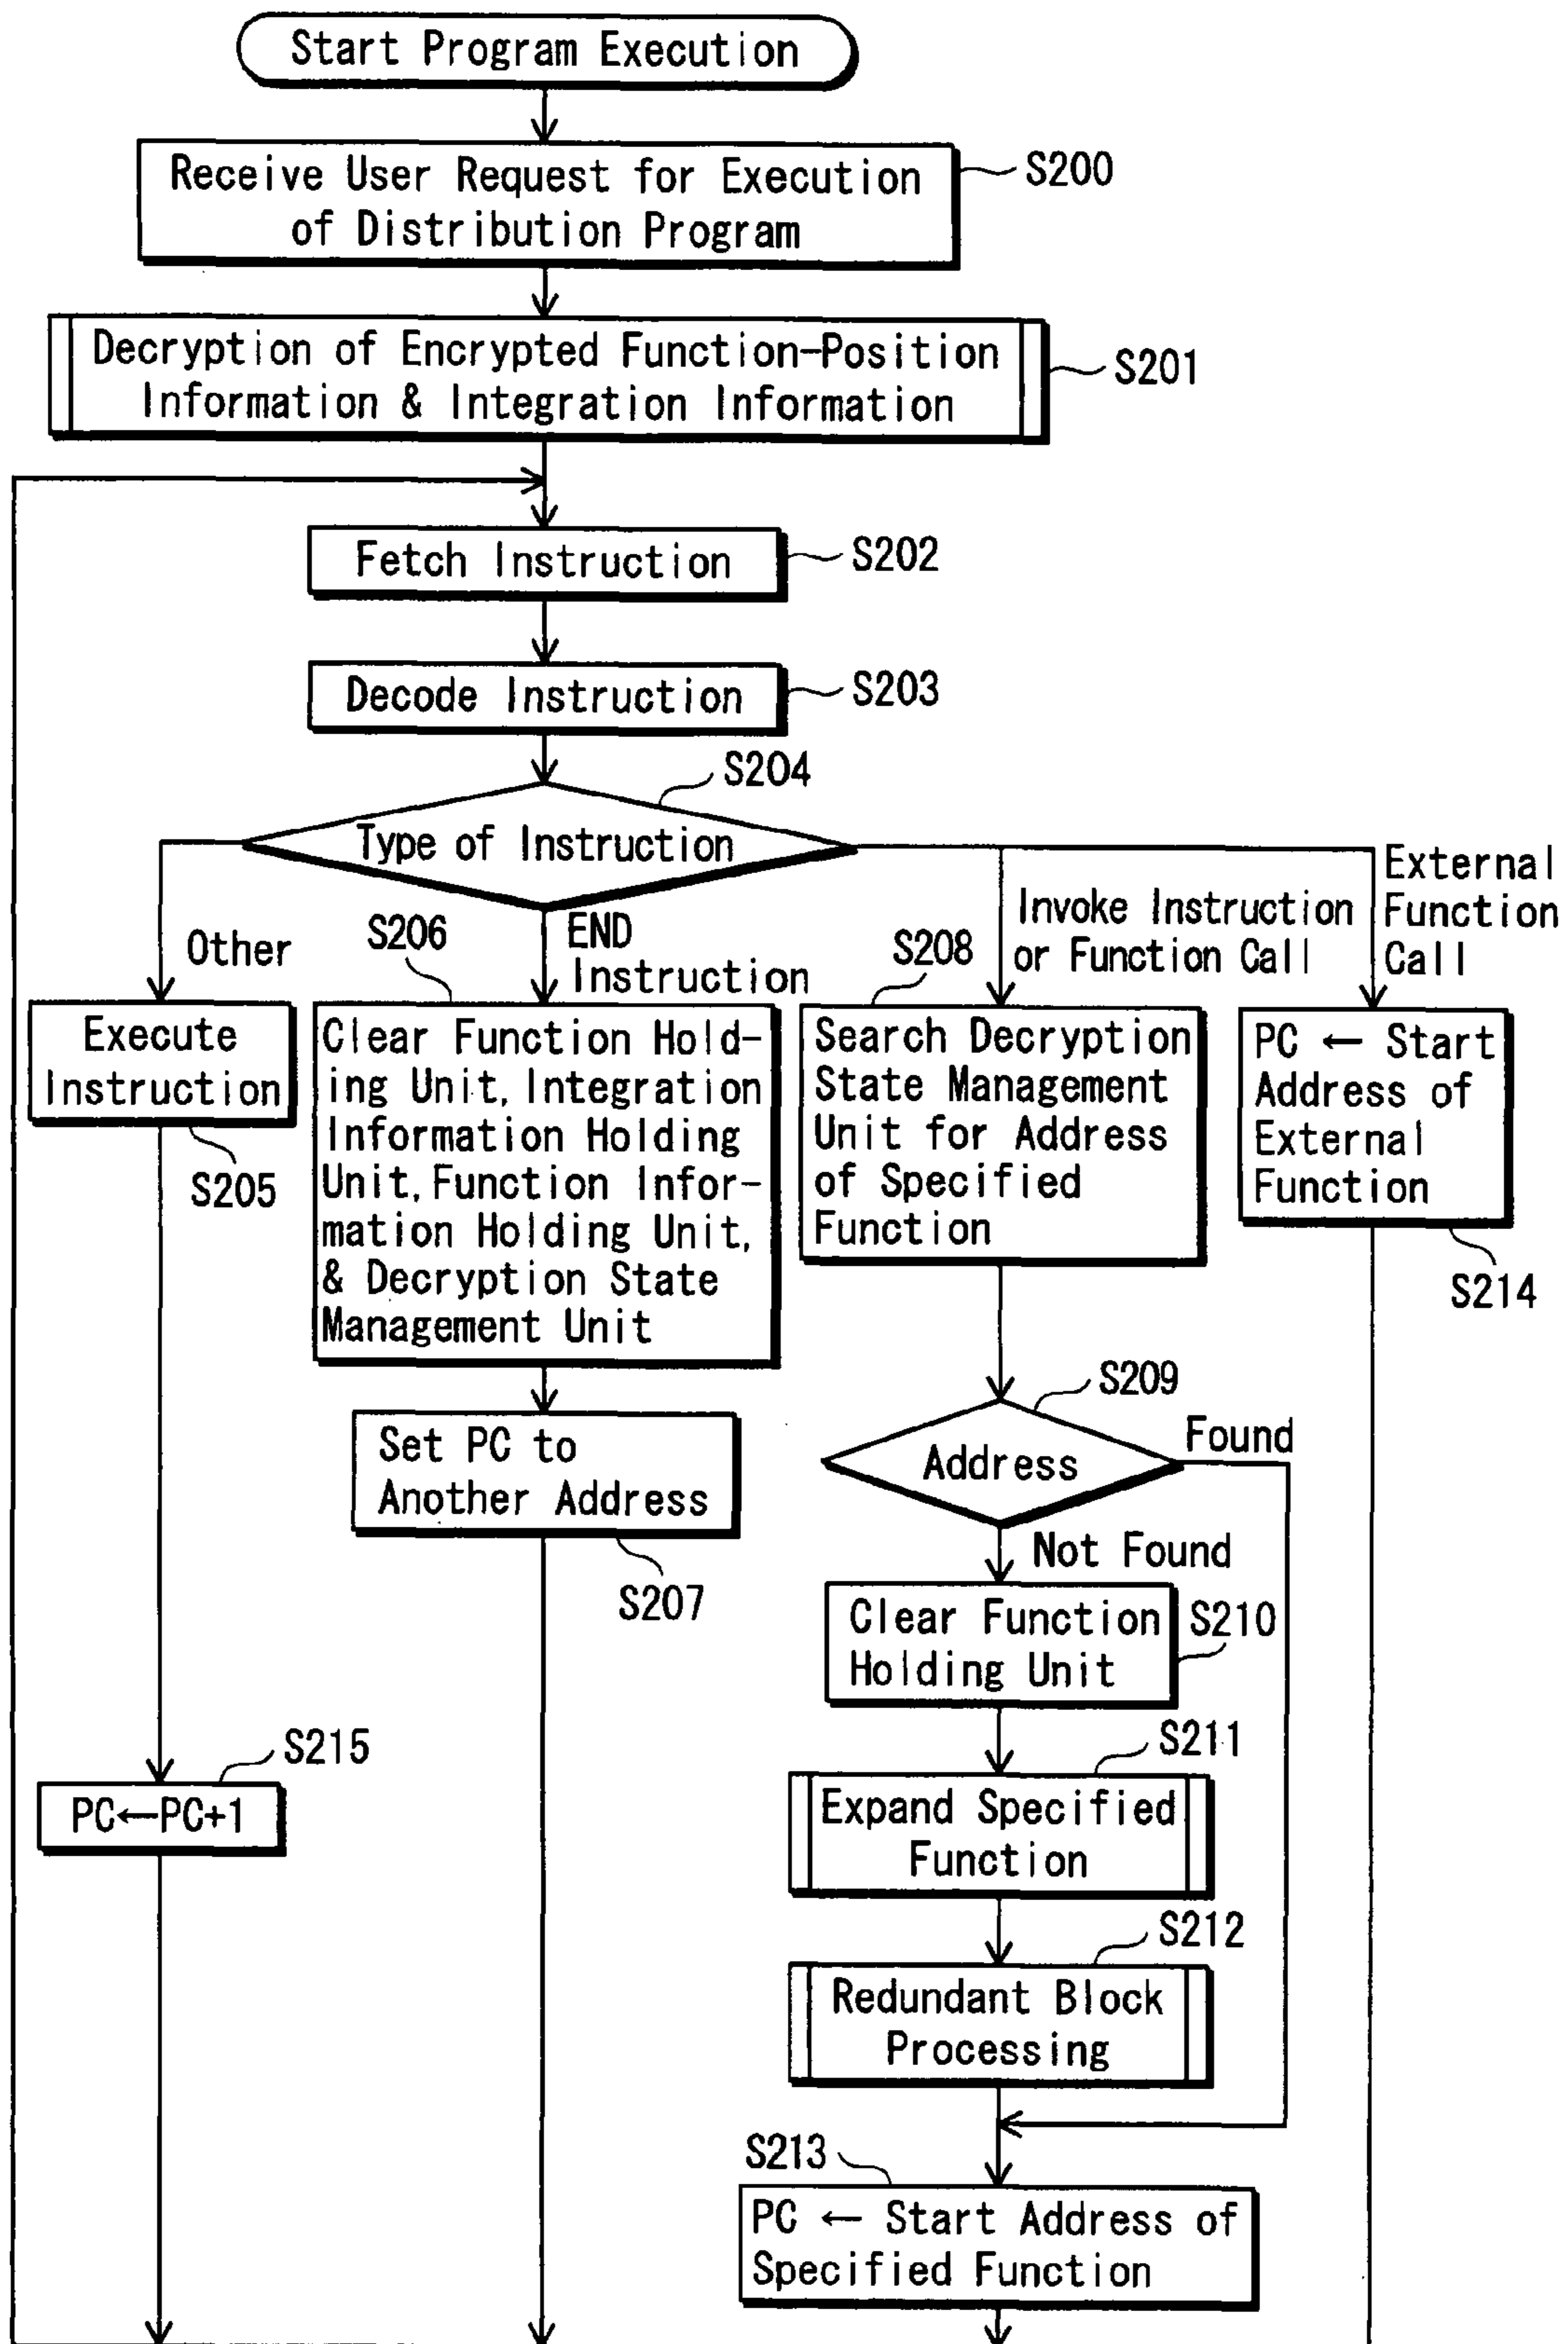 Start Program Execution
Receive User Request for Execution
of Distribution Program
S200
Decryption of Encrypted Function-Position
Information & Integration Information
S201
Fetch Instruction
S202
Decode Instruction
S203
S204
Type of Instruction
Other
S206
END
Instruction
S208
Invoke Instruction
or Function Call
External
Function
Call
Execute
Instruction
S205
Clear Function Hold-
ing Unit, Integration
Information Holding
Unit, Function Infor-
mation Holding Unit,
& Decryption State
Management Unit
Search Decryption
State Management
Unit for Address
of Specified
Function
PC ← Start
Address of
External
Function
S214
Set PC to
Another Address
S207
S209
Address
Found
Not Found
Clear Function
Holding Unit
S210
S211
Expand Specified
Function
S215
PC←PC+1
S212
Redundant Block
Processing
S213
PC ← Start Address of
Specified Function